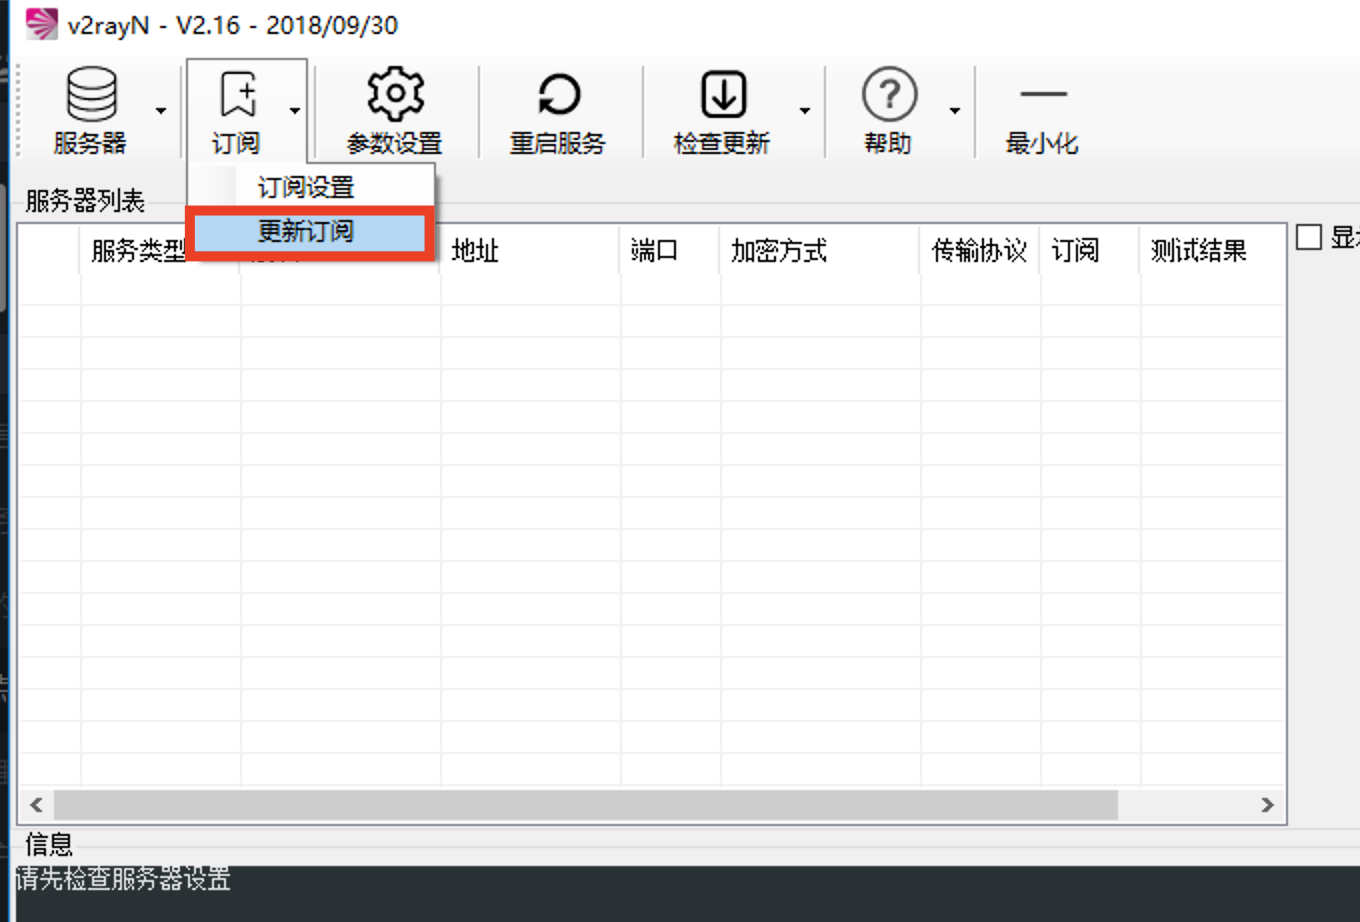 v2rayN - V2.16 - 2018/09/30
服务器 订阅 参数设置 重启服务 检查更新 帮助 最小化
订阅设置
更新订阅
服务器列表
服务类型 地址 端口 加密方式 传输协议 订阅 测试结果
显
信息
请先检查服务器设置